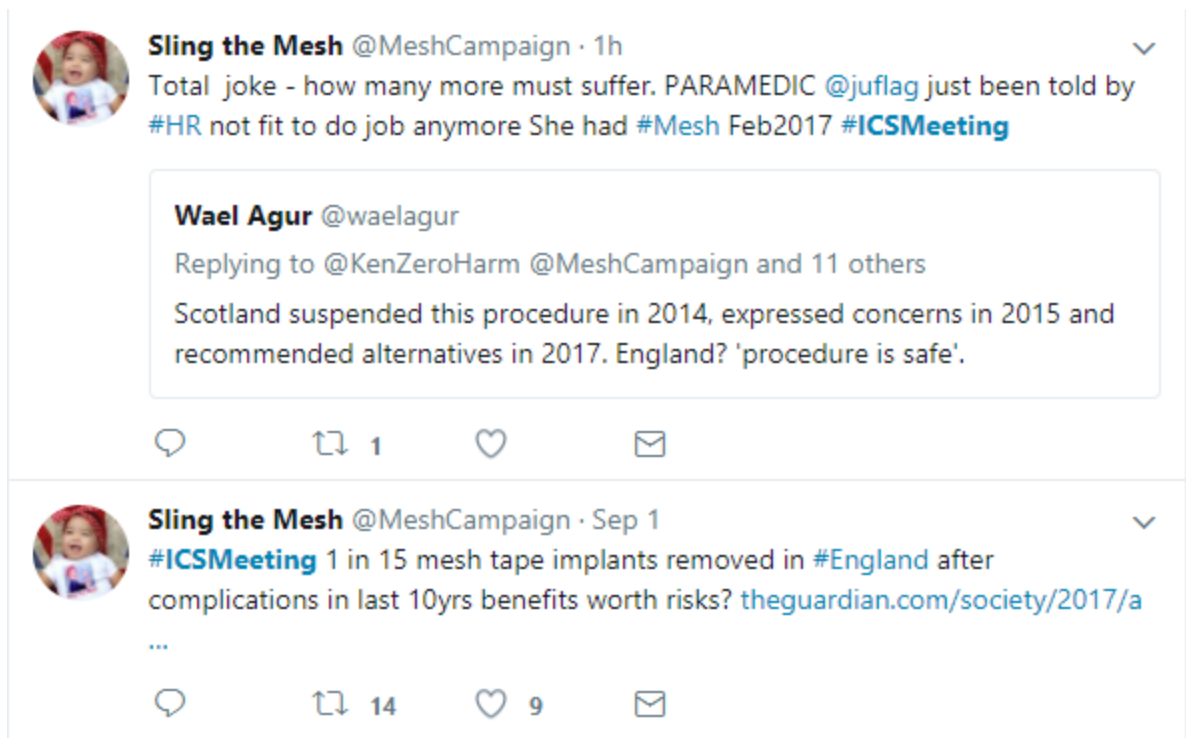 Sling the Mesh @MeshCampaign · 1h
Total joke - how many more must suffer. PARAMEDIC @juflag just been told by
#HR not fit to do job anymore She had #Mesh Feb2017 #ICSMeeting
Wael Agur @waelagur
Replying to @KenZeroHarm @MeshCampaign and 11 others
Scotland suspended this procedure in 2014, expressed concerns in 2015 and
recommended alternatives in 2017. England? 'procedure is safe'.
1
Sling the Mesh @MeshCampaign · Sep 1
#ICSMeeting 1 in 15 mesh tape implants removed in #England after
complications in last 10yrs benefits worth risks? theguardian.com/society/2017/a
...
14 9